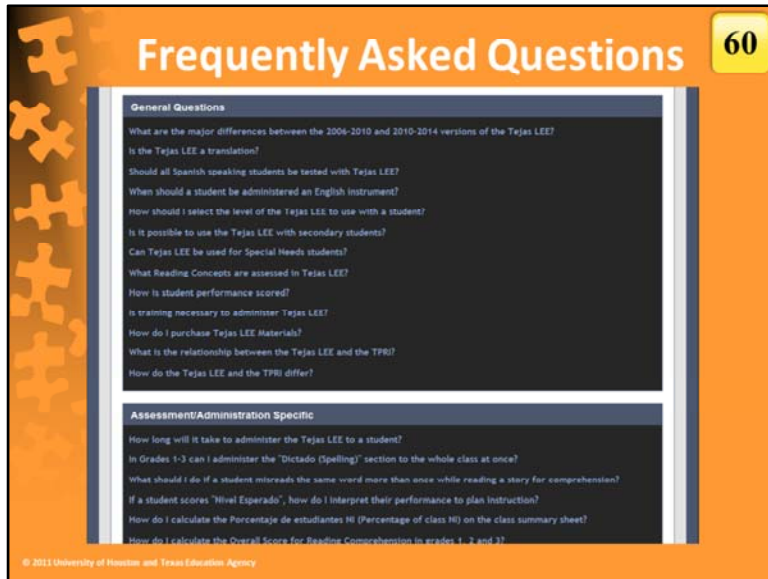 Frequently Asked Questions
60
General Questions
What are the major differences between the 2006-2010 and 2010-2014 versions of the Tejas LEE?
Is the Tejas LEE a translation?
Should all Spanish speaking students be tested with Tejas LEE?
When should a student be administered an English instrument?
How should I select the level of the Tejas LEE to use with a student?
Is it possible to use the Tejas LEE with secondary students?
Can Tejas LEE be used for Special Needs students?
What Reading Concepts are assessed in Tejas LEE?
How is student performance scored?
Is training necessary to administer Tejas LEE?
How do I purchase Tejas LEE Materials?
What is the relationship between the Tejas LEE and the TPRI?
How do the Tejas LEE and the TPRI differ?
Assessment/Administration Specific
How long will it take to administer the Tejas LEE to a student?
In Grades 1-3 can I administer the "Dictado (Spelling)" section to the whole class at once?
What should I do if a student misreads the same word more than once while reading a story for comprehension?
If a student scores "Nivel Esperado", how do I interpret their performance to plan instruction?
How do I calculate the Porcentaje de estudiantes NI (Percentage of class NI) on the class summary sheet?
How do I calculate the Overall Score for Reading Comprehension in grades 1, 2 and 3?
© 2011 University of Houston and Texas Education Agency